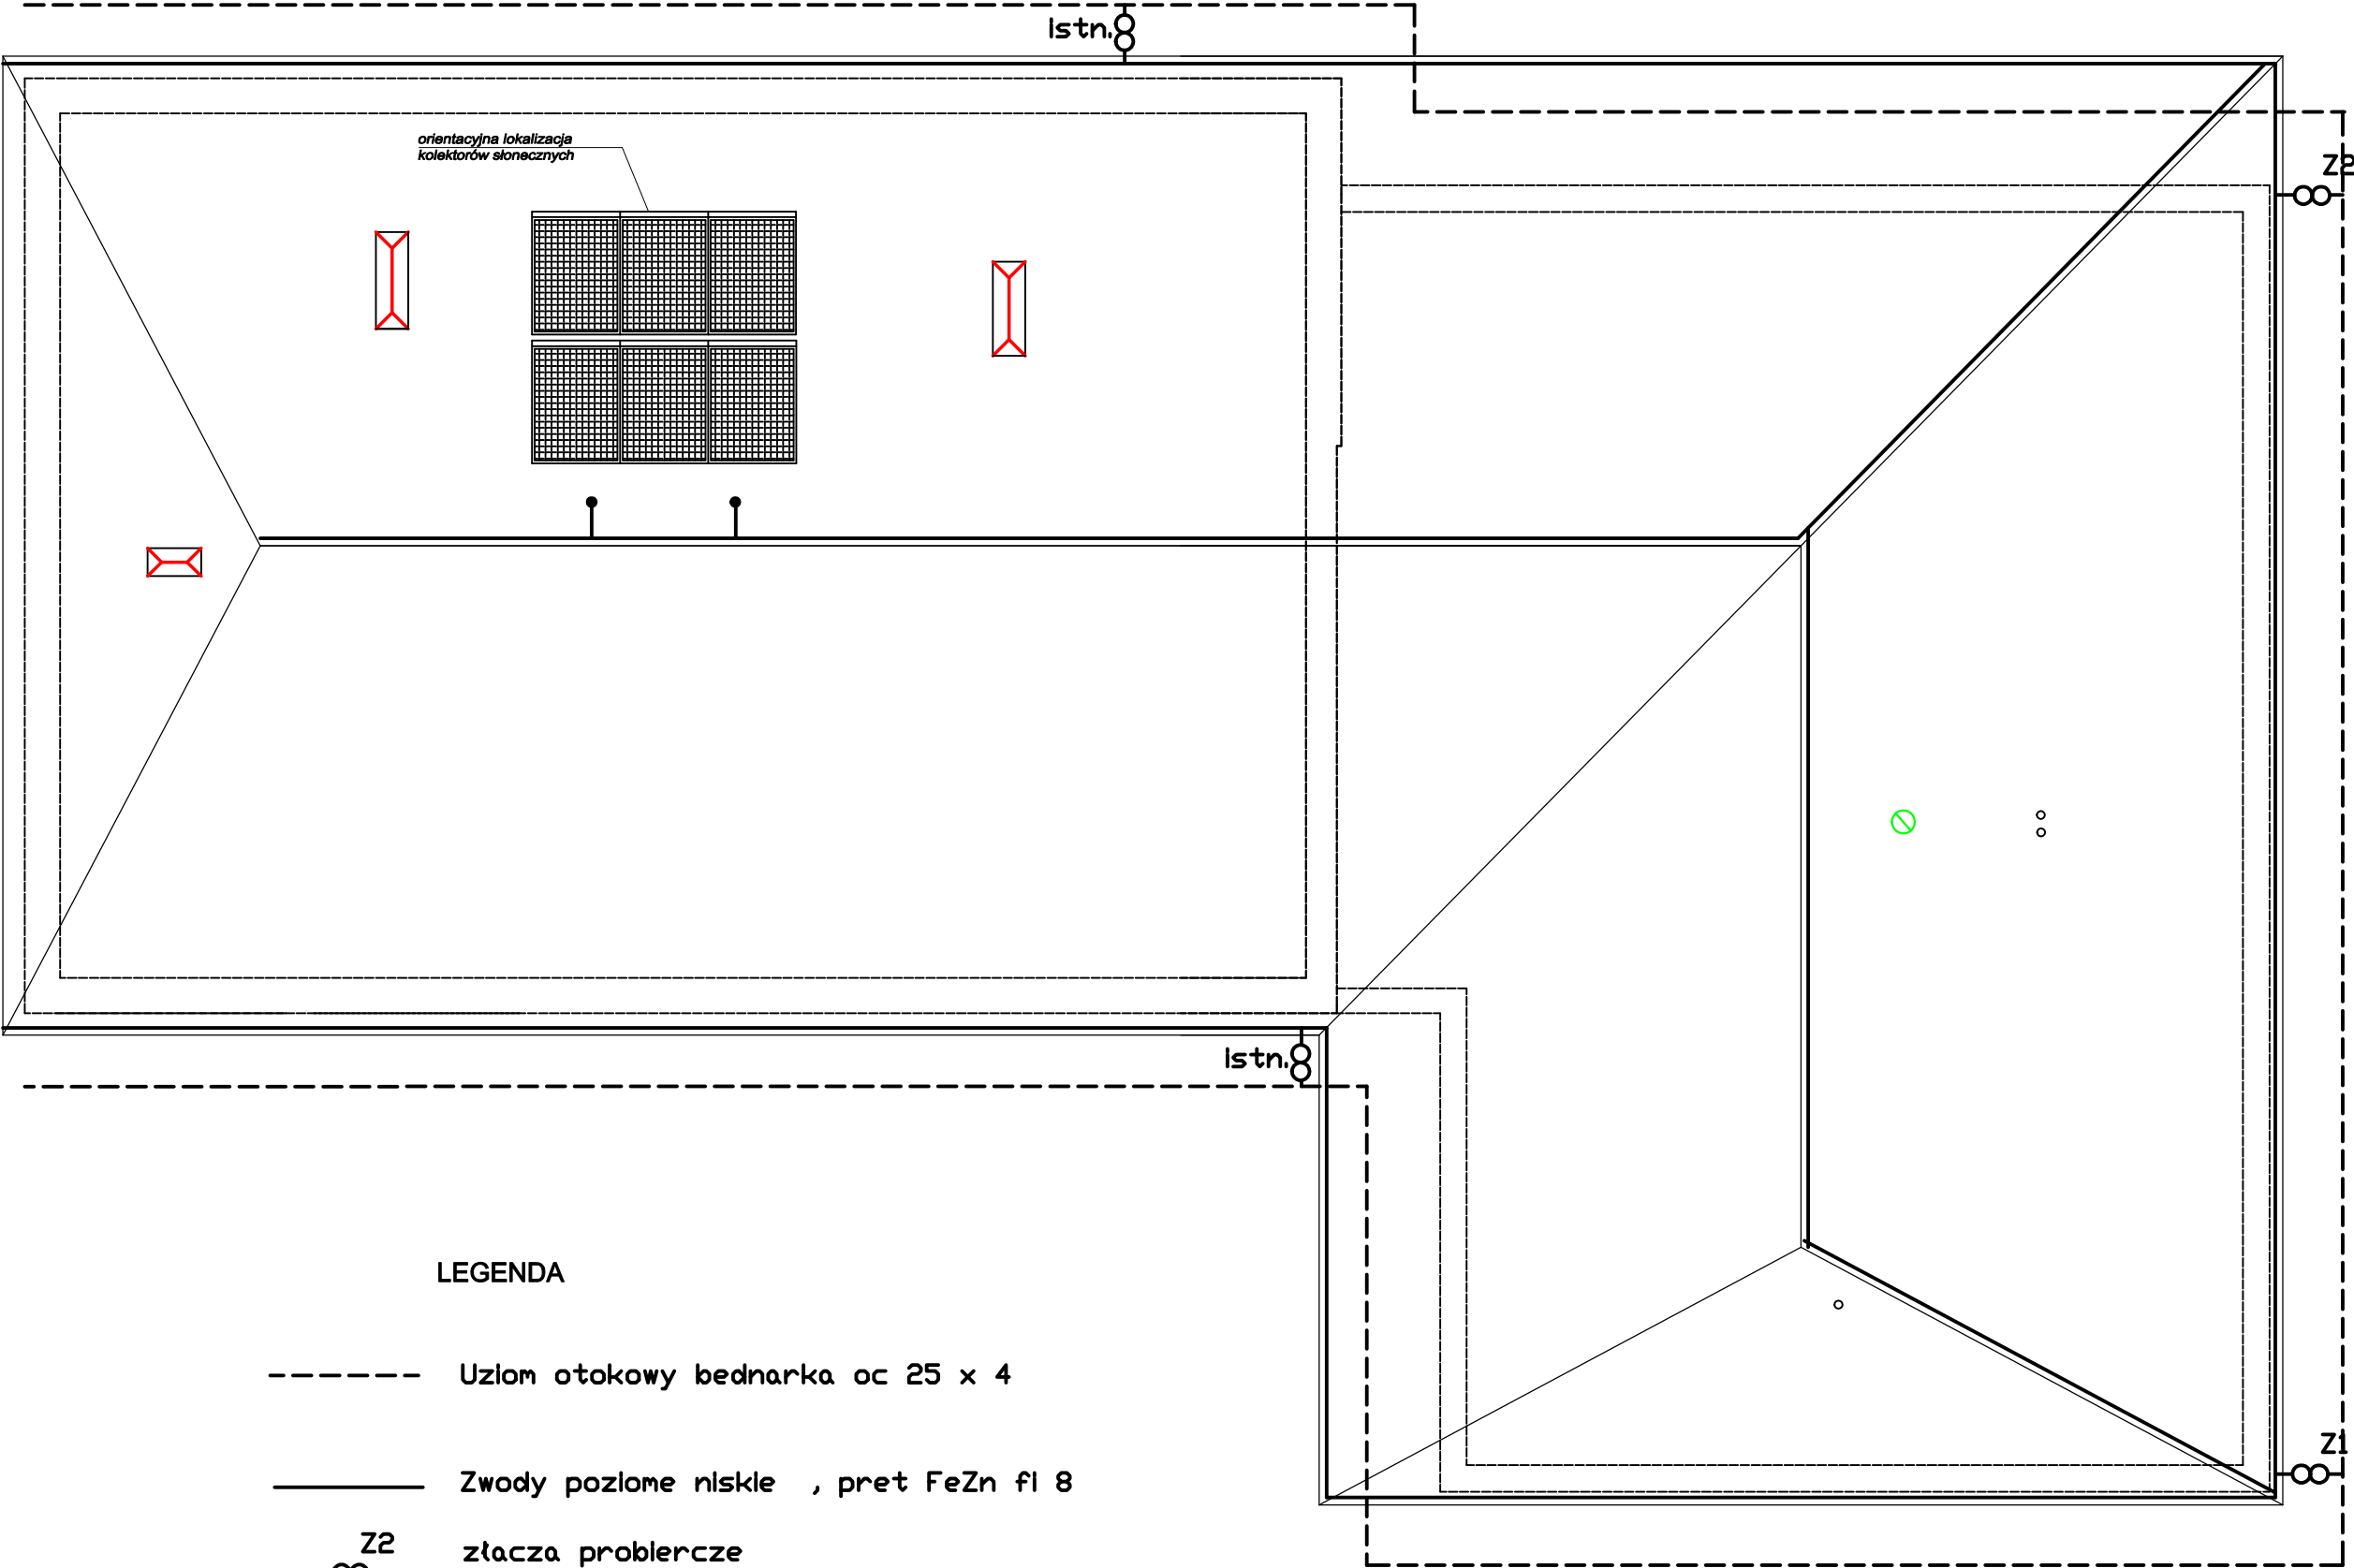 istn.
orientacyjna lokalizacja
kolektorów słonecznych
Z2
istn.
LEGENDA
Uziom otokowy bednarka oc 25 x 4
Z1
Zwody poziome niskie , pret FeZn fi 8
Z2
złacza probiercze